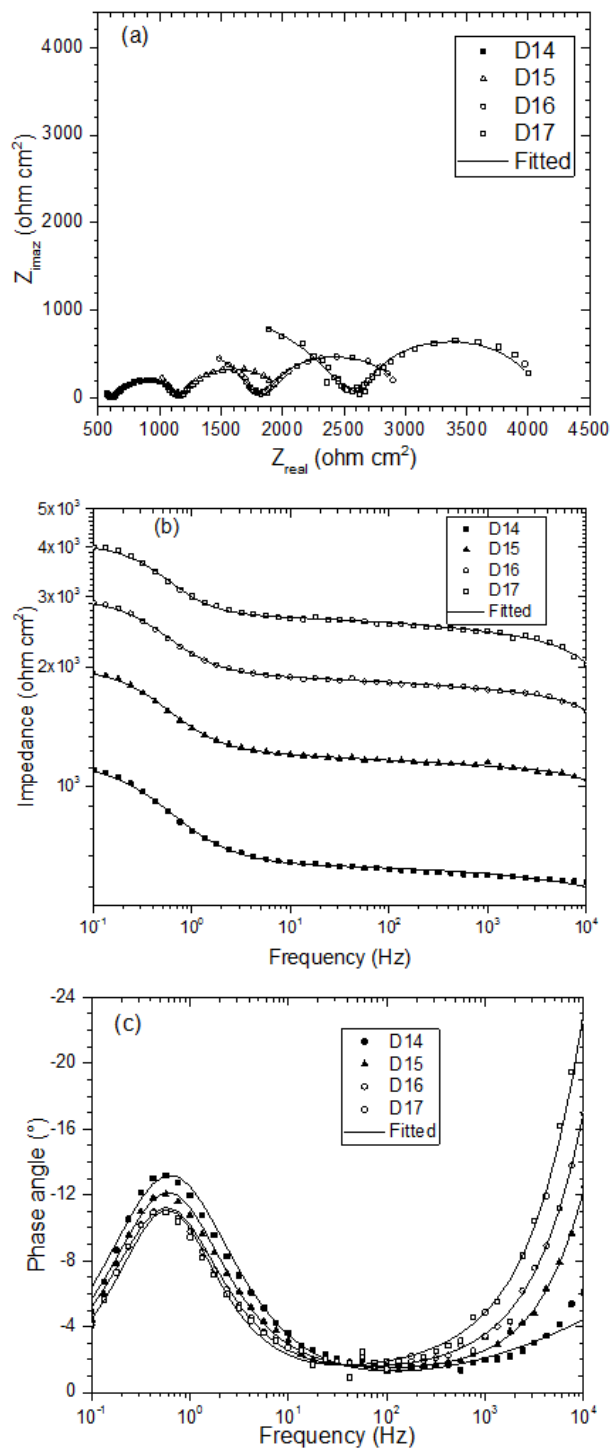 (a)
D14
D15
D16
D17
Fitted
4000
3000
2000
1000
0
Z_imaz (ohm cm²)
500 1000 1500 2000 2500 3000 3500 4000 4500
Z_real (ohm cm²)
(b)
D14
D15
D16
D17
Fitted
5x10³
4x10³
3x10³
2x10³
10³
Impedance (ohm cm²)
10⁻¹ 10⁰ 10¹ 10² 10³ 10⁴
Frequency (Hz)
(c)
D14
D15
D16
D17
Fitted
-24
-20
-16
-12
-8
-4
0
Phase angle (°)
10⁻¹ 10⁰ 10¹ 10² 10³ 10⁴
Frequency (Hz)